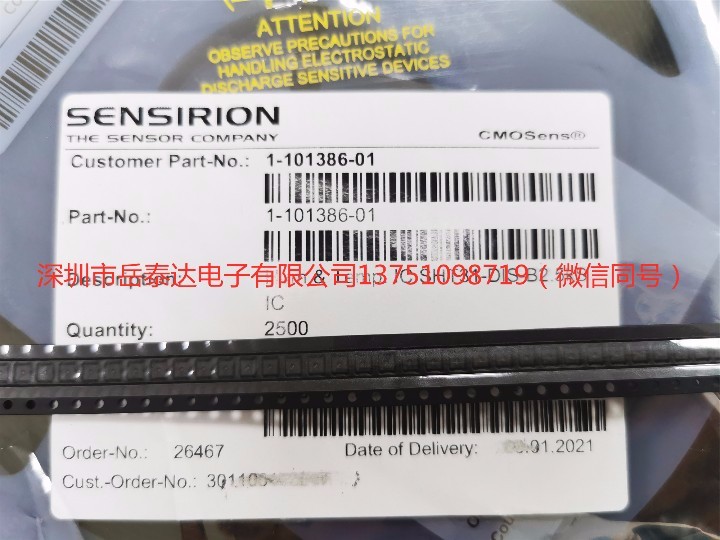 ATTENTION
OBSERVE PRECAUTIONS FOR
HANDLING ELECTROSTATIC
DISCHARGE SENSITIVE DEVICES
SENSIRION
THE SENSOR COMPANY
CMOSens®
Customer Part-No.: 1-101386-01
Part-No.: 1-101386-01
深圳市岳泰达电子有限公司13751098719（微信同号）
Description:
IC
Quantity: 2500
Order-No.: 26467 Date of Delivery: .01.2021
Cust.-Order-No.: